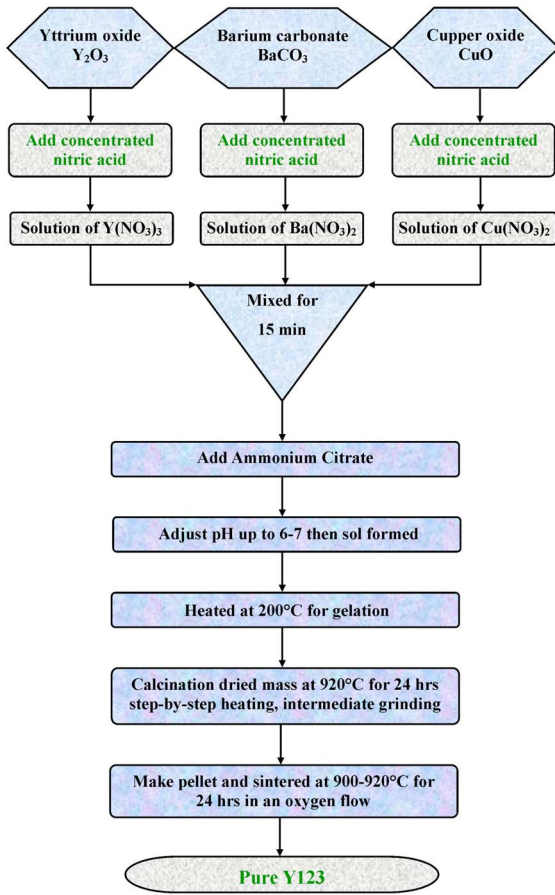 Yttrium oxide
Y₂O₃
Barium carbonate
BaCO₃
Cupper oxide
CuO
Add concentrated
nitric acid
Add concentrated
nitric acid
Add concentrated
nitric acid
Solution of Y(NO₃)₃
Solution of Ba(NO₃)₂
Solution of Cu(NO₃)₂
Mixed for
15 min
Add Ammonium Citrate
Adjust pH up to 6-7 then sol formed
Heated at 200°C for gelation
Calcination dried mass at 920°C for 24 hrs
step-by-step heating, intermediate grinding
Make pellet and sintered at 900-920°C for
24 hrs in an oxygen flow
Pure Y123